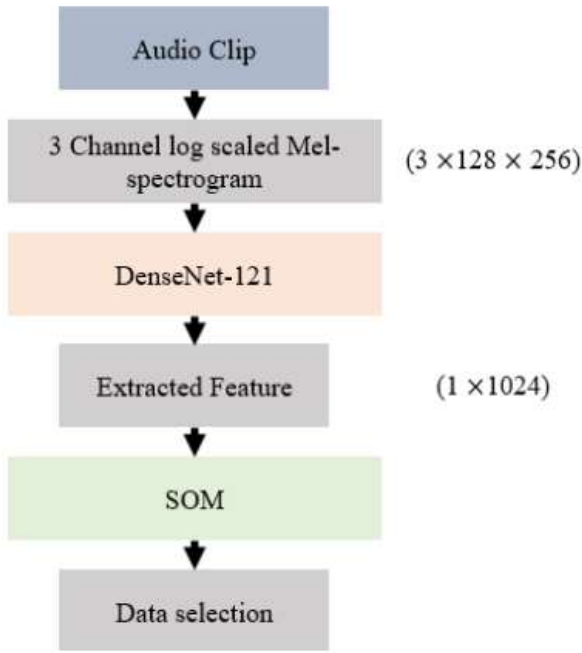 Audio Clip
3 Channel log scaled Mel-
spectrogram
(3 ×128 × 256)
DenseNet-121
Extracted Feature
(1 ×1024)
SOM
Data selection